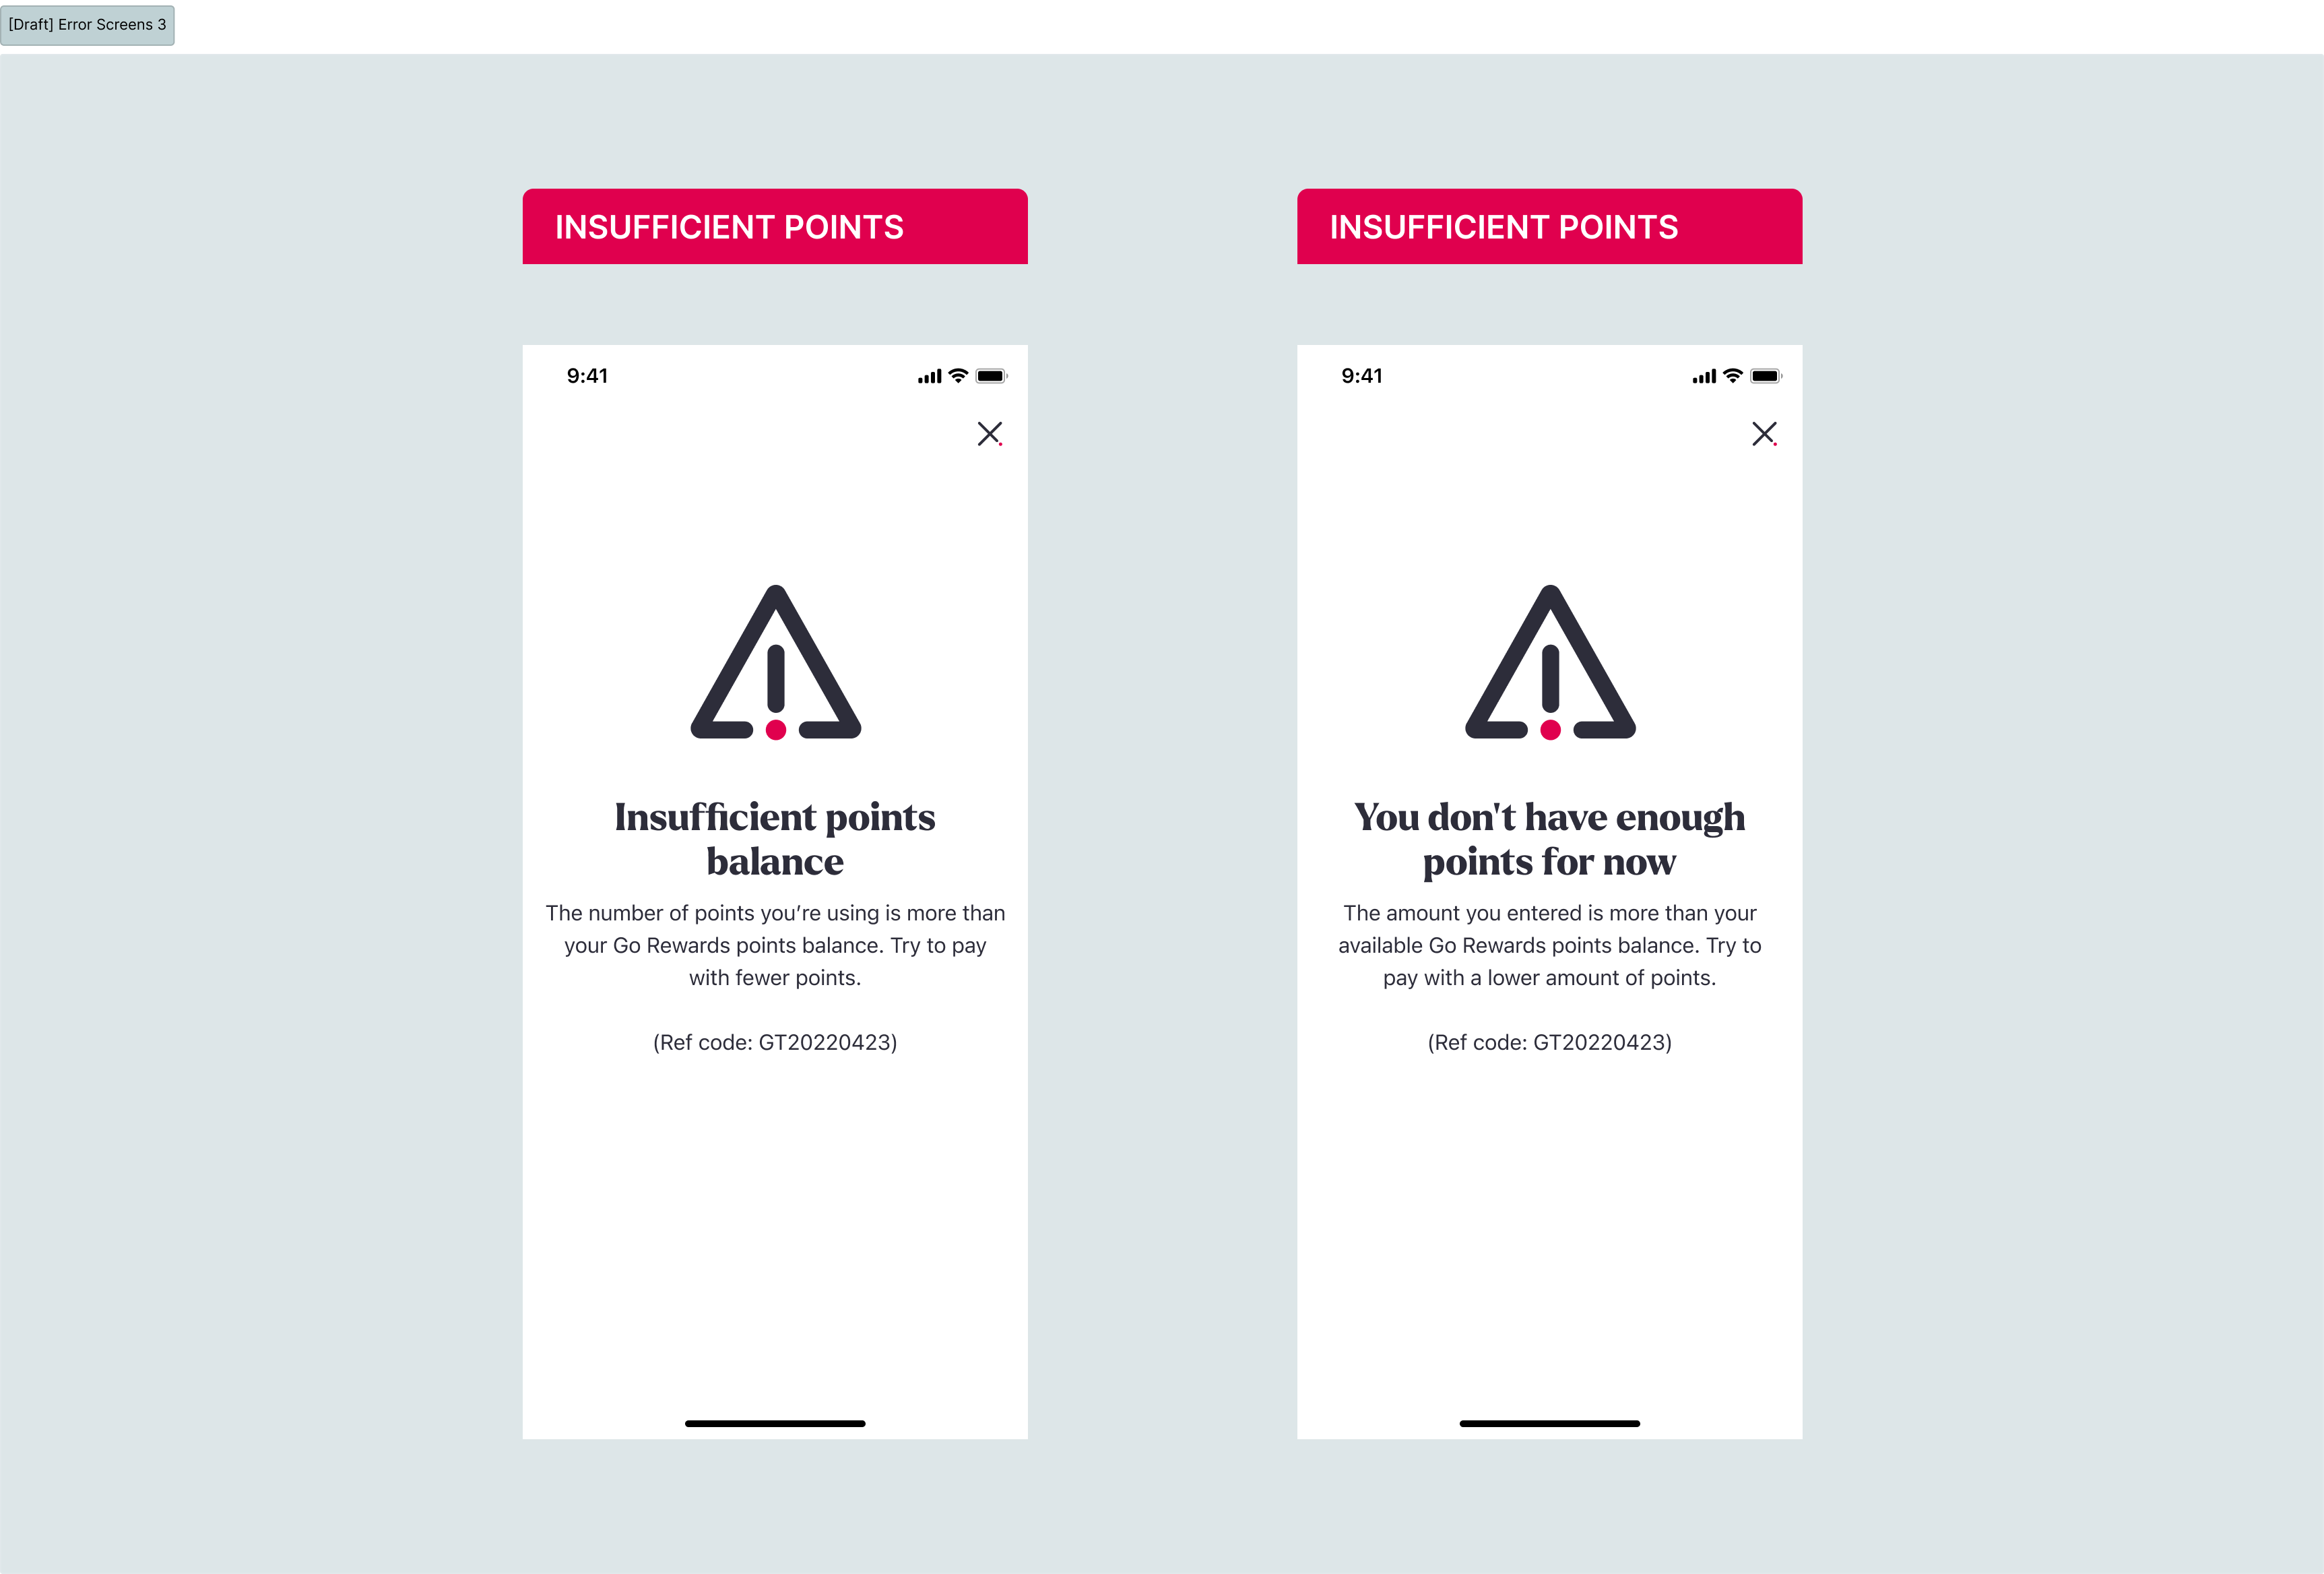 [Draft] Error Screens 3
INSUFFICIENT POINTS
9:41
Insufficient points
balance
The number of points you’re using is more than
your Go Rewards points balance. Try to pay
with fewer points.
(Ref code: GT20220423)
INSUFFICIENT POINTS
9:41
You don't have enough
points for now
The amount you entered is more than your
available Go Rewards points balance. Try to
pay with a lower amount of points.
(Ref code: GT20220423)